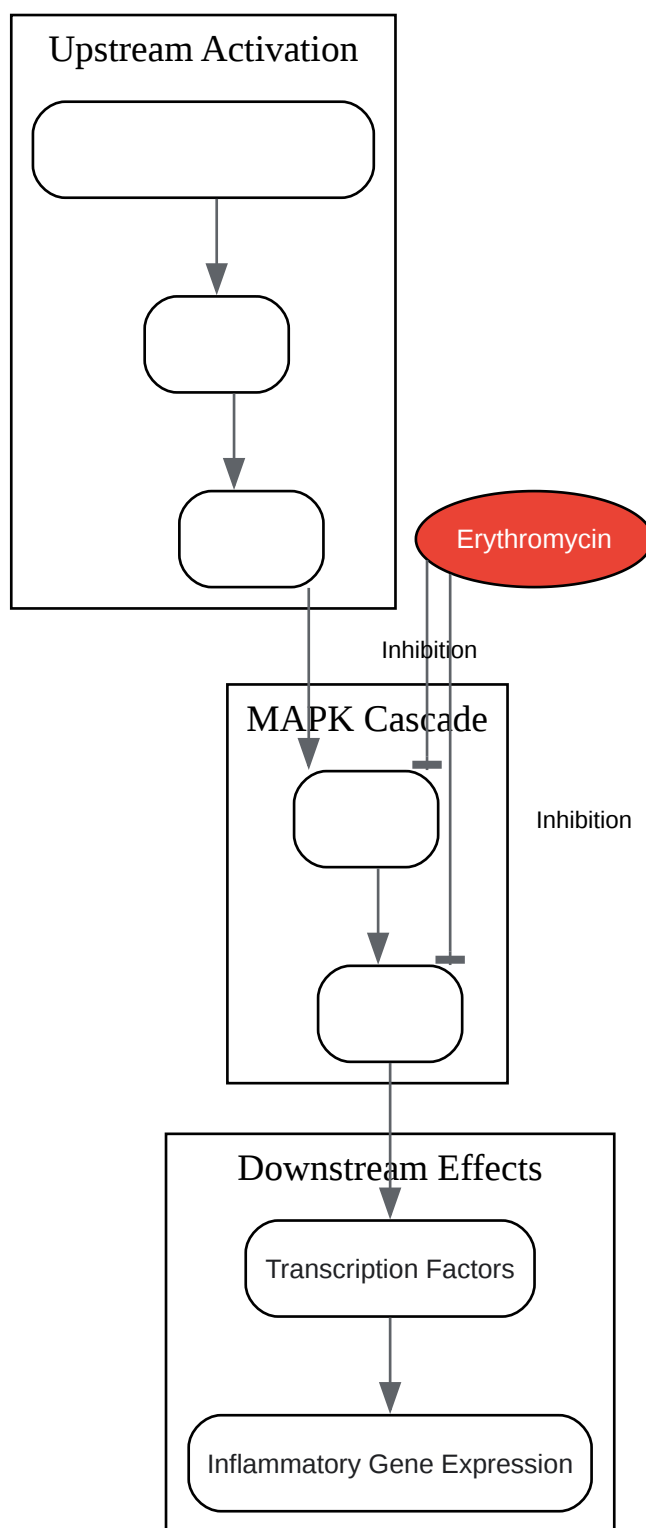 Upstream Activation
Erythromycin
Inhibition
MAPK Cascade
Inhibition
Downstream Effects
Transcription Factors
Inflammatory Gene Expression